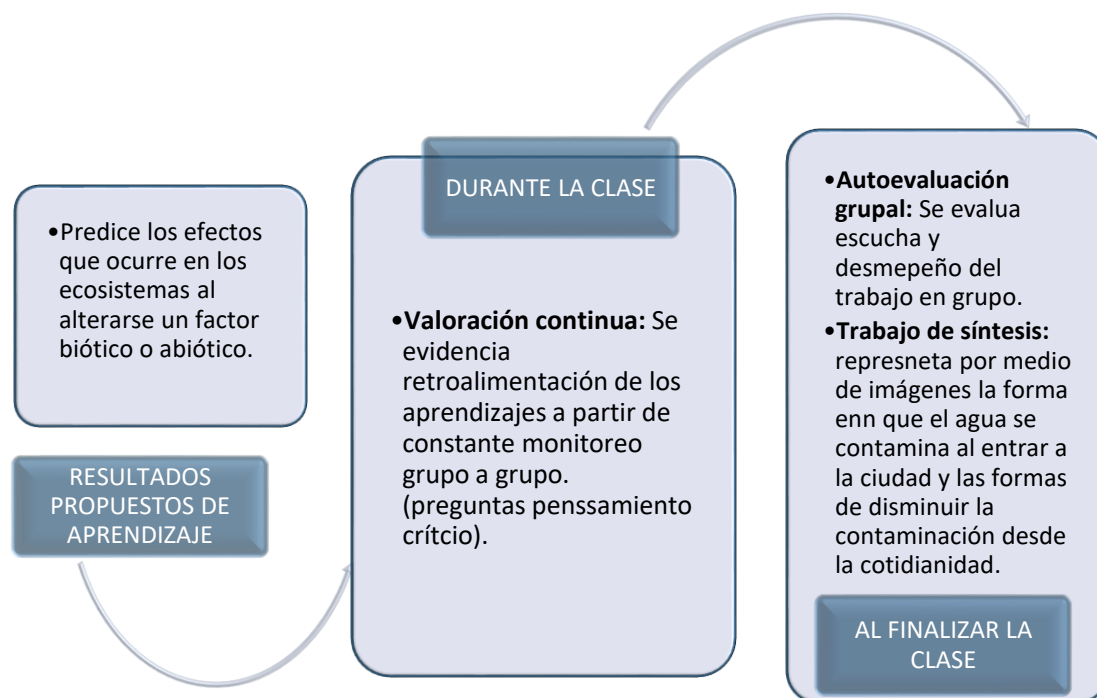 •Predice los efectos
que ocurre en los
ecosistemas al
alterarse un factor
biótico o abiótico.
RESULTADOS
PROPUESTOS DE
APRENDIZAJE
DURANTE LA CLASE
•Valoración continua: Se
evidencia
retroalimentación de los
aprendizajes a partir de
constante monitoreo
grupo a grupo.
(preguntas penssamiento
crítcio).
•Autoevaluación
grupal: Se evalua
escucha y
desmepeño del
trabajo en grupo.
•Trabajo de síntesis:
represneta por medio
de imágenes la forma
enn que el agua se
contamina al entrar a
la ciudad y las formas
de disminuir la
contaminación desde
la cotidianidad.
AL FINALIZAR LA
CLASE